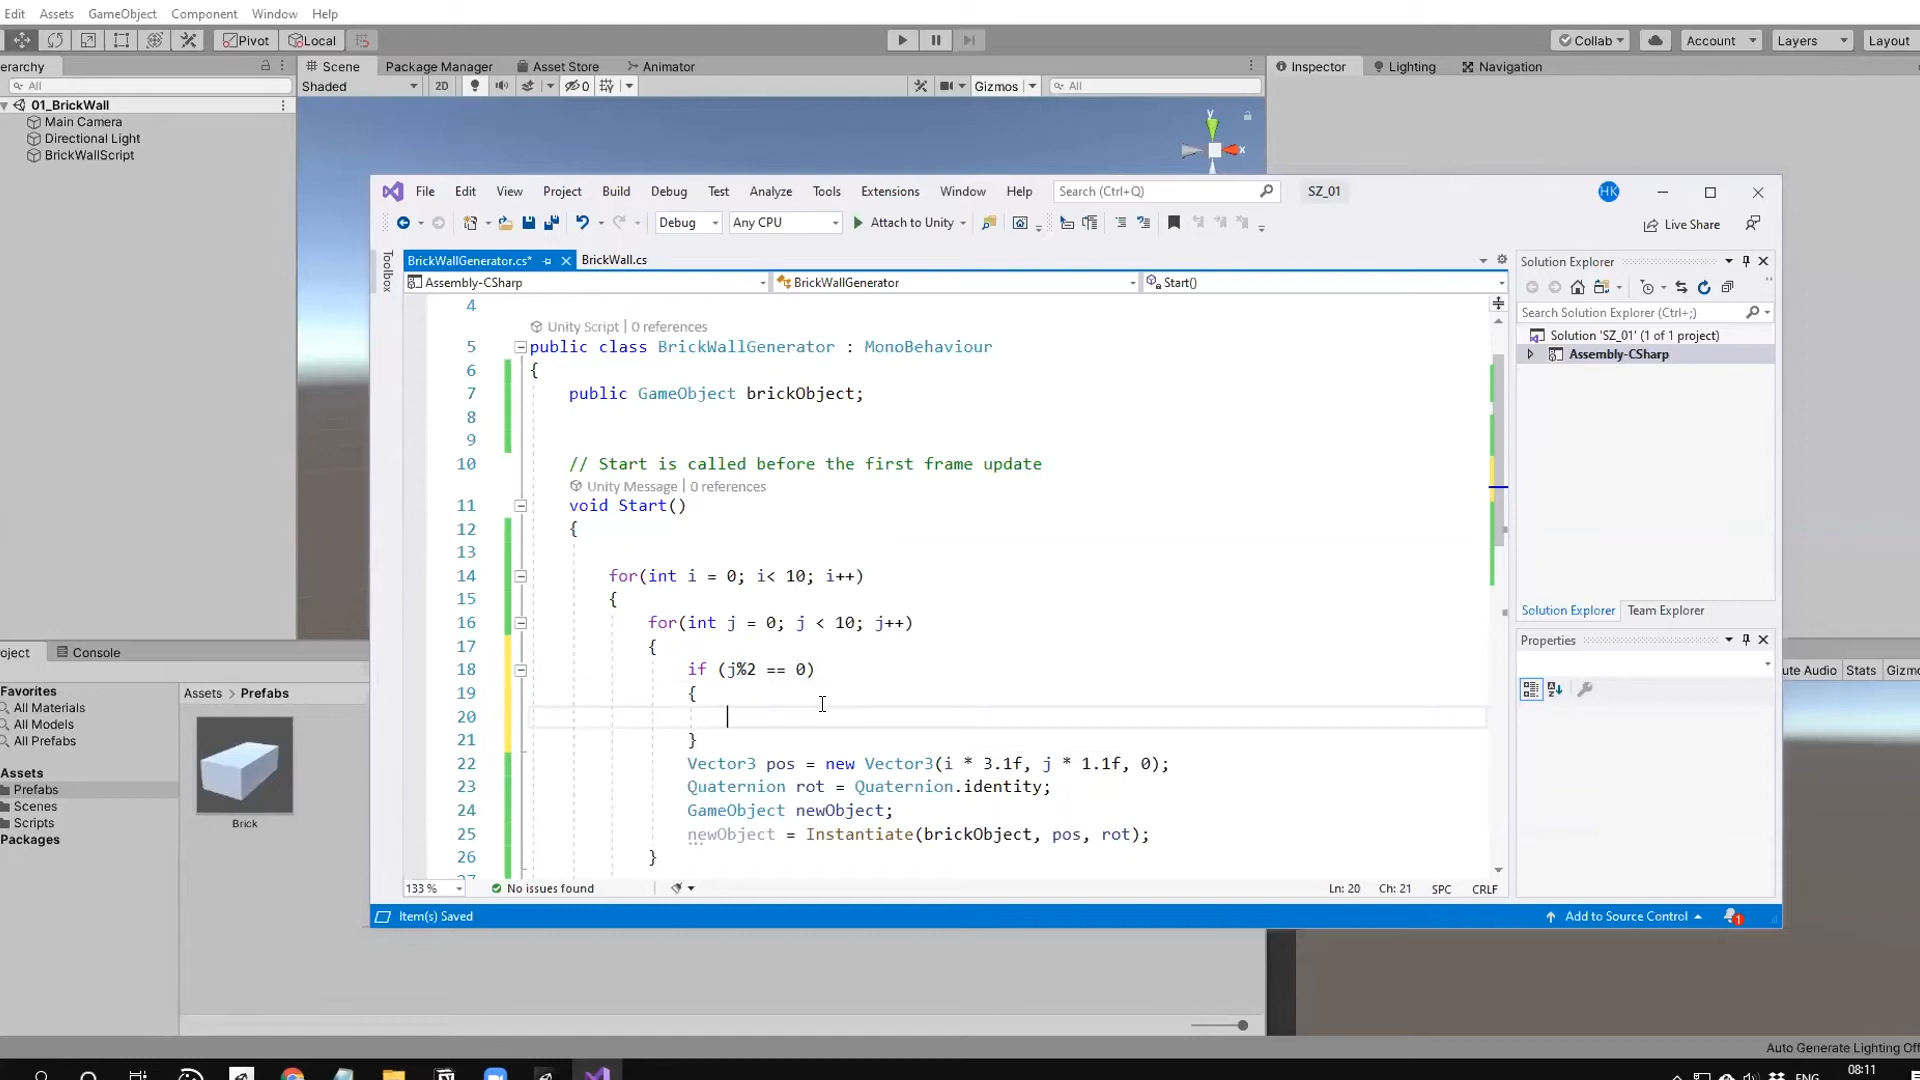 Edit Assets GameObject Component Window Help
Pivot Local Collab Account Layers Layout
erarchy Scene Package Manager Asset Store Animator Inspector Lighting Navigation
All Shaded 2D 0 Gizmos All
01_BrickWall
Main Camera
Directional Light
BrickWallScript
y
x
File Edit View Project Build Debug Test Analyze Tools Extensions Window Help Search (Ctrl+Q) SZ_01 HK
Debug Any CPU Attach to Unity Live Share
Toolbox
BrickWallGenerator.cs* BrickWall.cs
Assembly-CSharp BrickWallGenerator Start()
4
Unity Script | 0 references
5 public class BrickWallGenerator : MonoBehaviour
6 {
7 public GameObject brickObject;
8
9
10 // Start is called before the first frame update
Unity Message | 0 references
11 void Start()
12 {
13
14 for(int i = 0; i< 10; i++)
15 {
16 for(int j = 0; j < 10; j++)
17 {
18 if (j%2 == 0)
19 {
20
21 }
22 Vector3 pos = new Vector3(i * 3.1f, j * 1.1f, 0);
23 Quaternion rot = Quaternion.identity;
24 GameObject newObject;
25 newObject = Instantiate(brickObject, pos, rot);
26 }
27
133 % No issues found Ln: 20 Ch: 21 SPC CRLF
Item(s) Saved Add to Source Control 1
Solution Explorer
Search Solution Explorer (Ctrl+;)
Solution 'SZ_01' (1 of 1 project)
Assembly-CSharp
Solution Explorer Team Explorer
Properties
ute Audio Stats Gizmo
oject Console
Favorites
All Materials
All Models
All Prefabs
Assets
Prefabs
Scenes
Scripts
Packages
Assets > Prefabs
Brick
Auto Generate Lighting Off
ENG 08:11